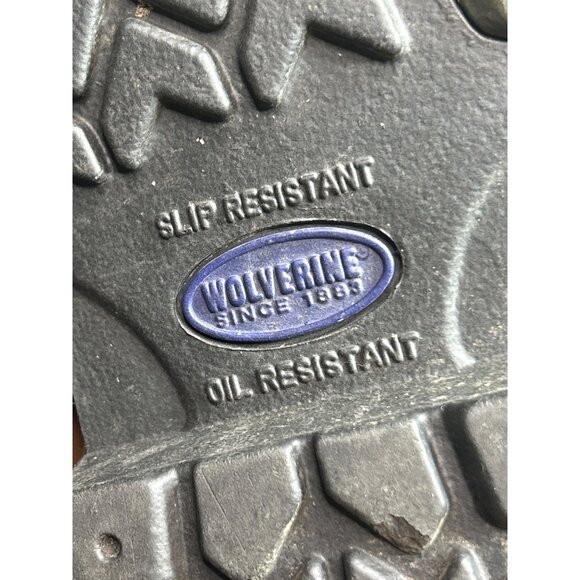 SLIP RESISTANT
WOLVERINE®
SINCE 1883
OIL RESISTANT